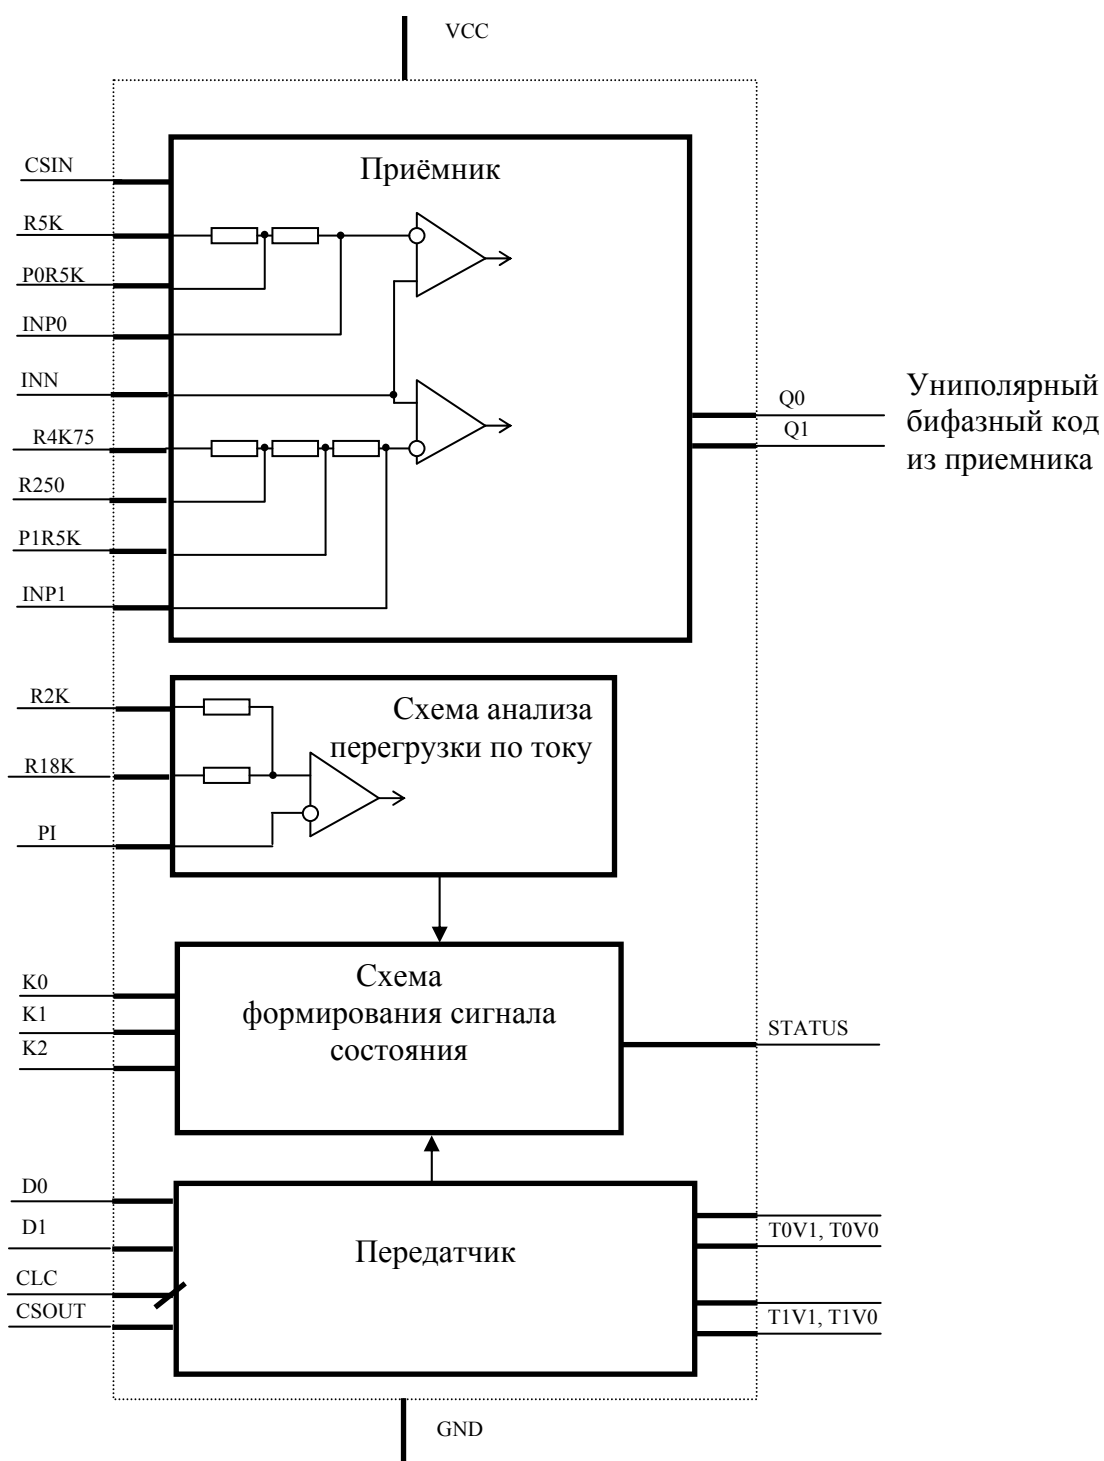 VCC
CSIN
Приёмник
R5K
P0R5K
INP0
INN
R4K75
R250
P1R5K
INP1
Q0
Q1
Униполярный
бифазный код
из приемника
R2K
R18K
PI
Схема анализа
перегрузки по току
K0
K1
K2
Схема
формирования сигнала
состояния
STATUS
D0
D1
CLC
CSOUT
Передатчик
T0V1, T0V0
T1V1, T1V0
GND